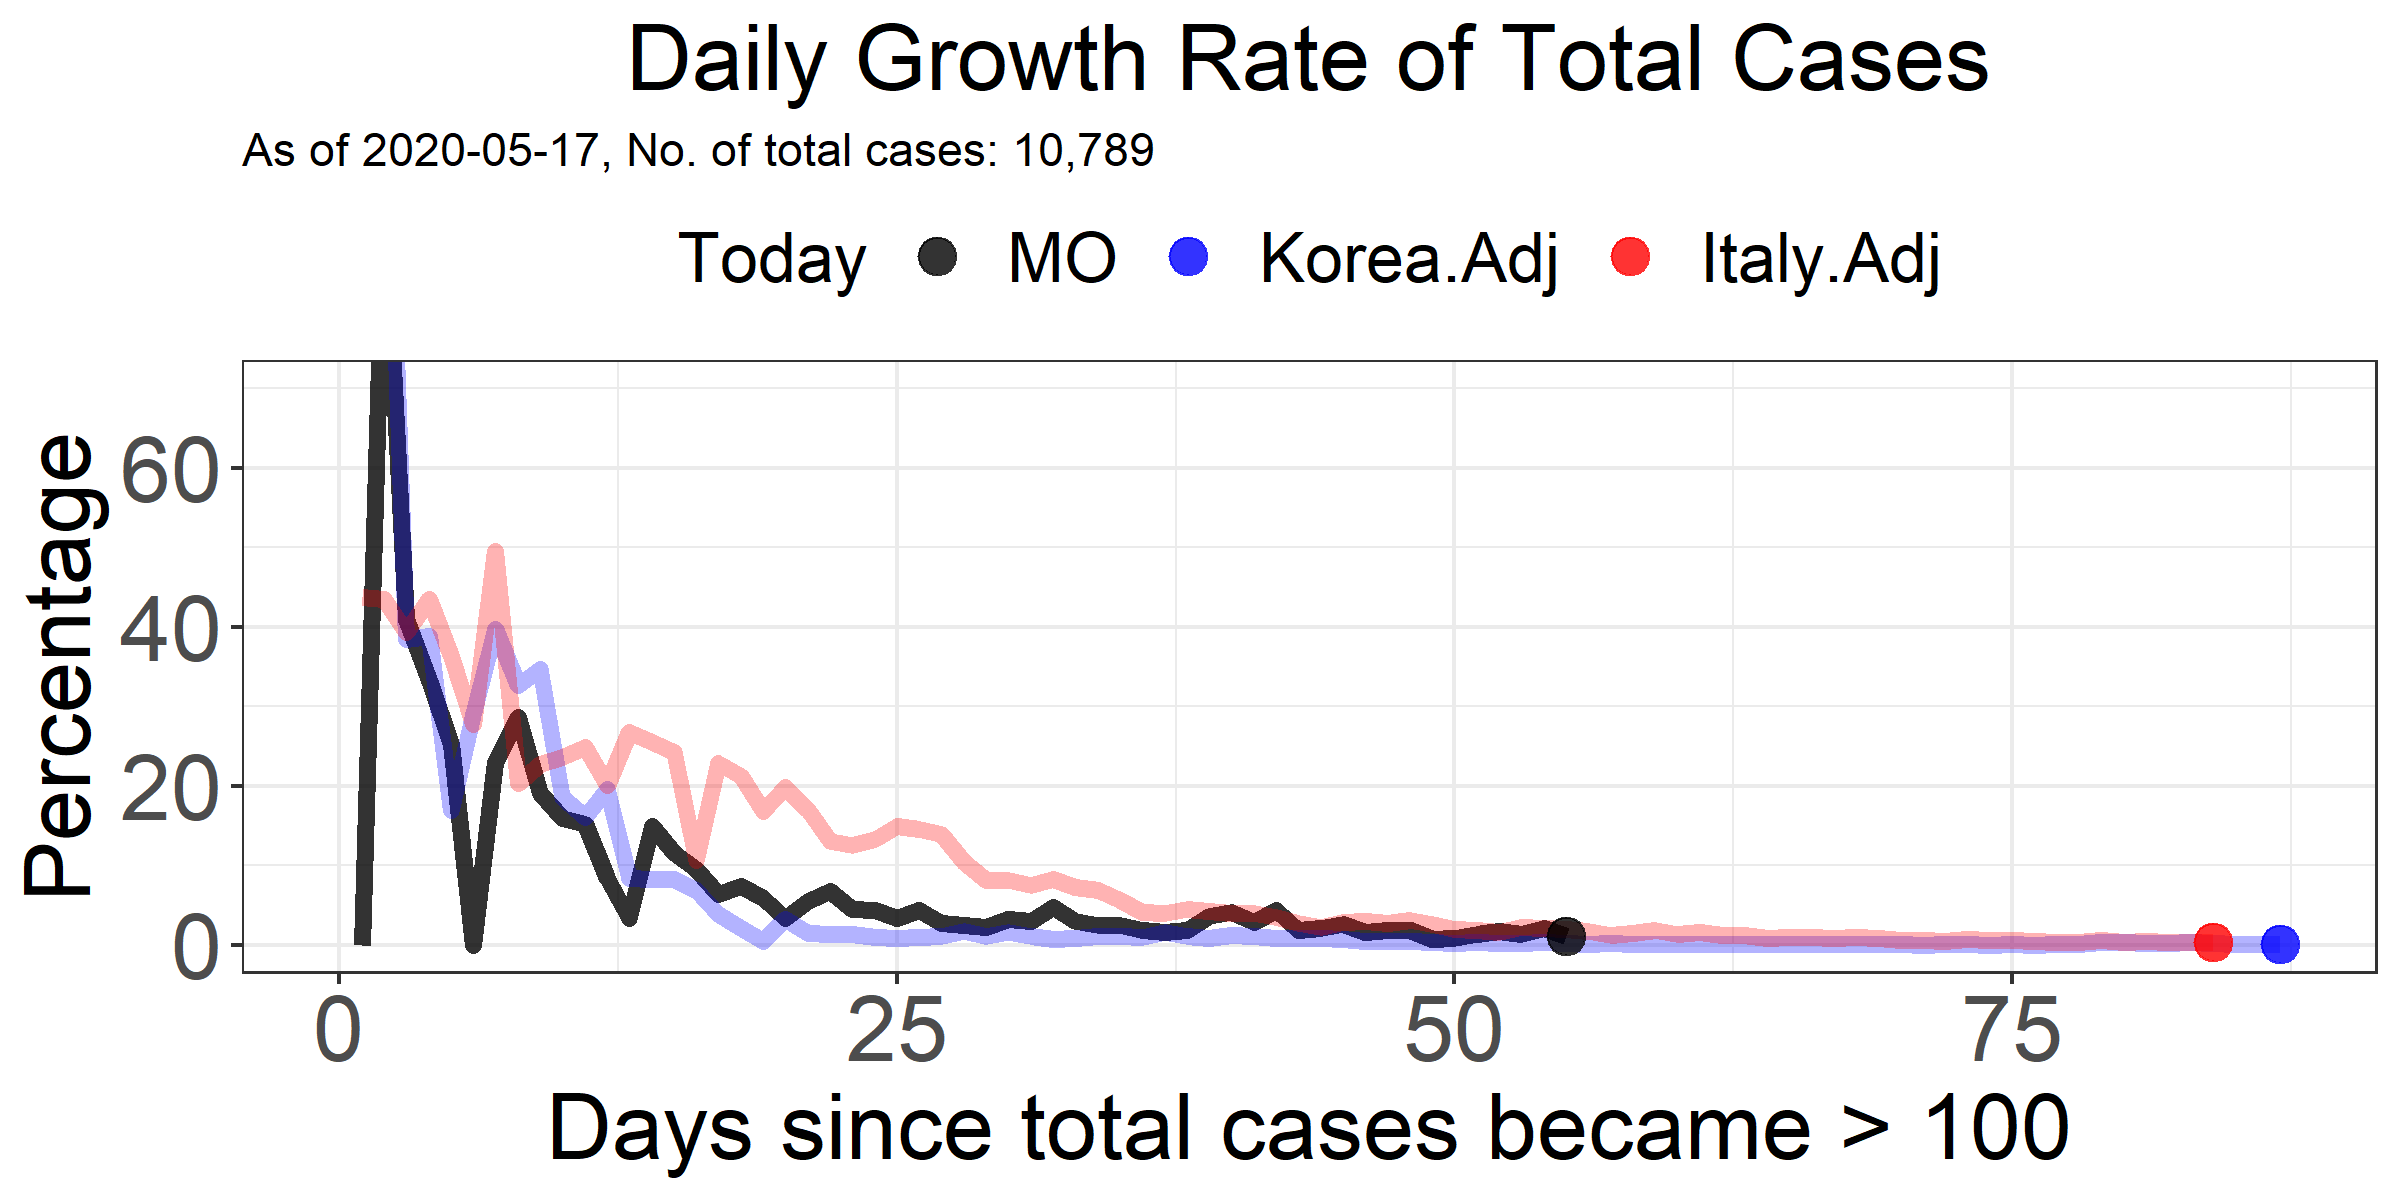 Daily Growth Rate of Total Cases
As of 2020-05-17, No. of total cases: 10,789
Today MO Korea.Adj Italy.Adj
Percentage
60
40
20
0
0 25 50 75
Days since total cases became > 100